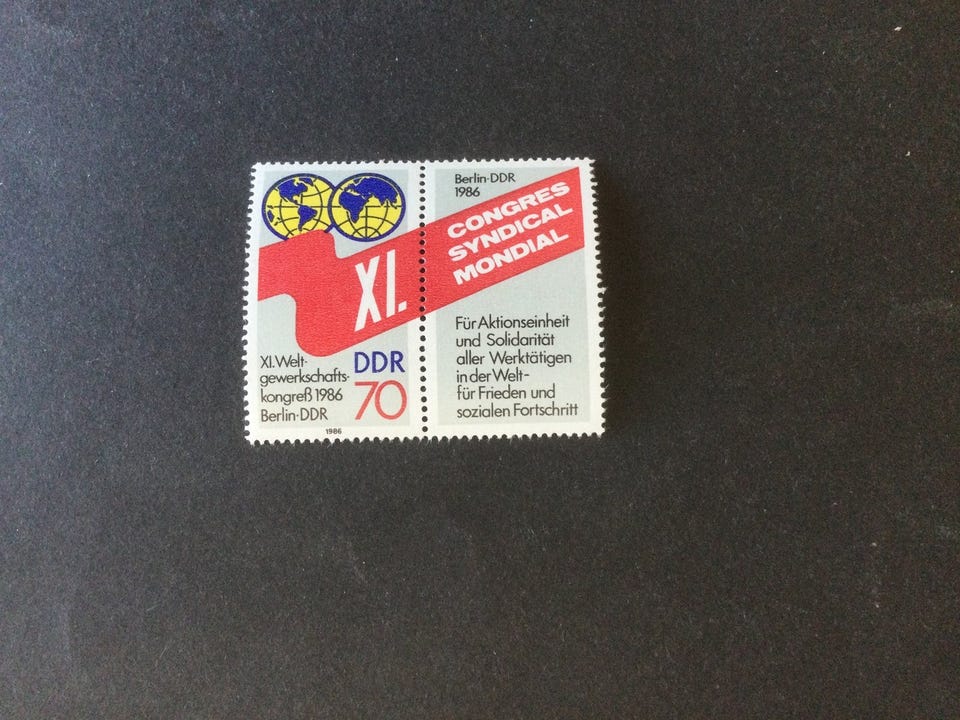 XI.
XI. Welt-
gewerkschafts-
kongreß 1986
Berlin·DDR
DDR
70
1986
Berlin·DDR
1986
CONGRES
SYNDICAL
MONDIAL
Für Aktionseinheit
und Solidarität
aller Werktätigen
in der Welt-
für Frieden und
sozialen Fortschritt